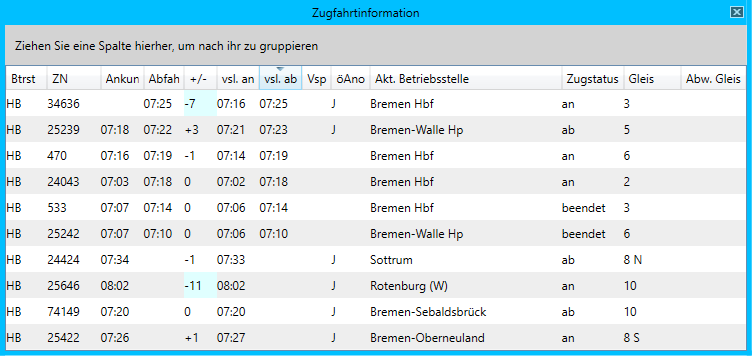 Zugfahrtinformation
Ziehen Sie eine Spalte hierher, um nach ihr zu gruppieren
Btrst ZN Ankun Abfah +/- vsl. an vsl. ab Vsp öAno Akt. Betriebsstelle Zugstatus Gleis Abw. Gleis
HB 34636 07:25 -7 07:16 07:25 J Bremen Hbf an 3
HB 25239 07:18 07:22 +3 07:21 07:23 J Bremen-Walle Hp ab 5
HB 470 07:16 07:19 -1 07:14 07:19 Bremen Hbf an 6
HB 24043 07:03 07:18 0 07:02 07:18 Bremen Hbf an 2
HB 533 07:07 07:14 0 07:06 07:14 Bremen Hbf beendet 3
HB 25242 07:07 07:10 0 07:06 07:10 Bremen-Walle Hp beendet 6
HB 24424 07:34 -1 07:33 J Sottrum ab 8 N
HB 25646 08:02 -11 08:02 J Rotenburg (W) an 10
HB 74149 07:20 0 07:20 J Bremen-Sebaldsbrück ab 10
HB 25422 07:26 +1 07:27 J Bremen-Oberneuland an 8 S